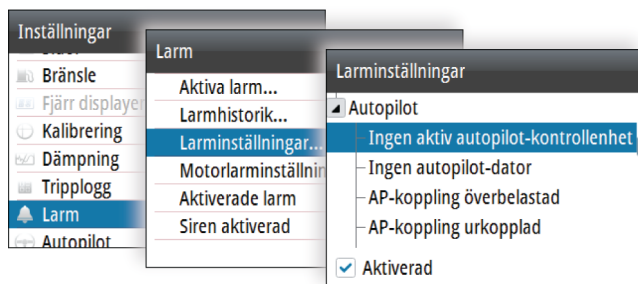 Inställningar
Bränsle
Fjärr displayer
Kalibrering
Dämpning
Tripplogg
Larm
Autopilot
Larm
Aktiva larm...
Larmhistorik...
Larminställningar...
Motorlarminställnin
Aktiverade larm
Siren aktiverad
Larminställningar
Autopilot
Ingen aktiv autopilot-kontrollenhet
Ingen autopilot-dator
AP-koppling överbelastad
AP-koppling urkopplad
Aktiverad